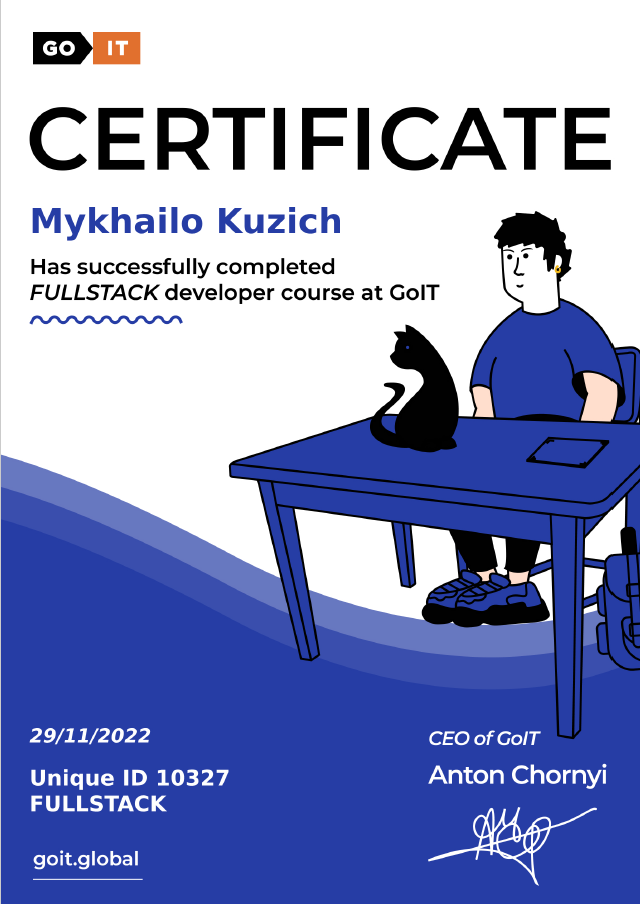 GO IT
CERTIFICATE
Mykhailo Kuzich
Has successfully completed
FULLSTACK developer course at GoIT
29/11/2022
Unique ID 10327
FULLSTACK
goit.global
CEO of GoIT
Anton Chornyi